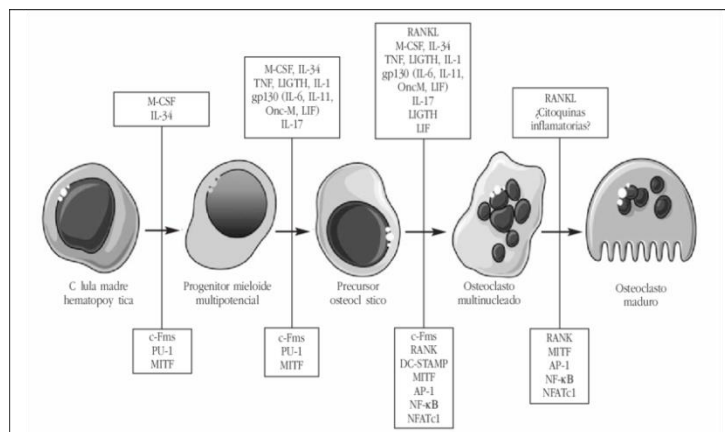 M-CSF
IL-34
M-CSF, IL-34
TNF, LIGTH, IL-1
gp130 (IL-6, IL-11,
Onc-M, LIF)
IL-17
RANKL
M-CSF, IL-34
TNF, LIGTH, IL-1
gp130 (IL-6, IL-11,
OncM, LIF)
IL-17
LIGTH
LIF
RANKL
¿Citoquinas
inflamatorias?
C lula madre
hematopoy tica
Progenitor mieloide
multipotencial
Precursor
osteocl stico
Osteoclasto
multinucleado
Osteoclasto
maduro
c-Fms
PU-1
MITF
c-Fms
PU-1
MITF
c-Fms
RANK
DC-STAMP
MITF
AP-1
NF-κB
NFATc1
RANK
MITF
AP-1
NF-κB
NFATc1